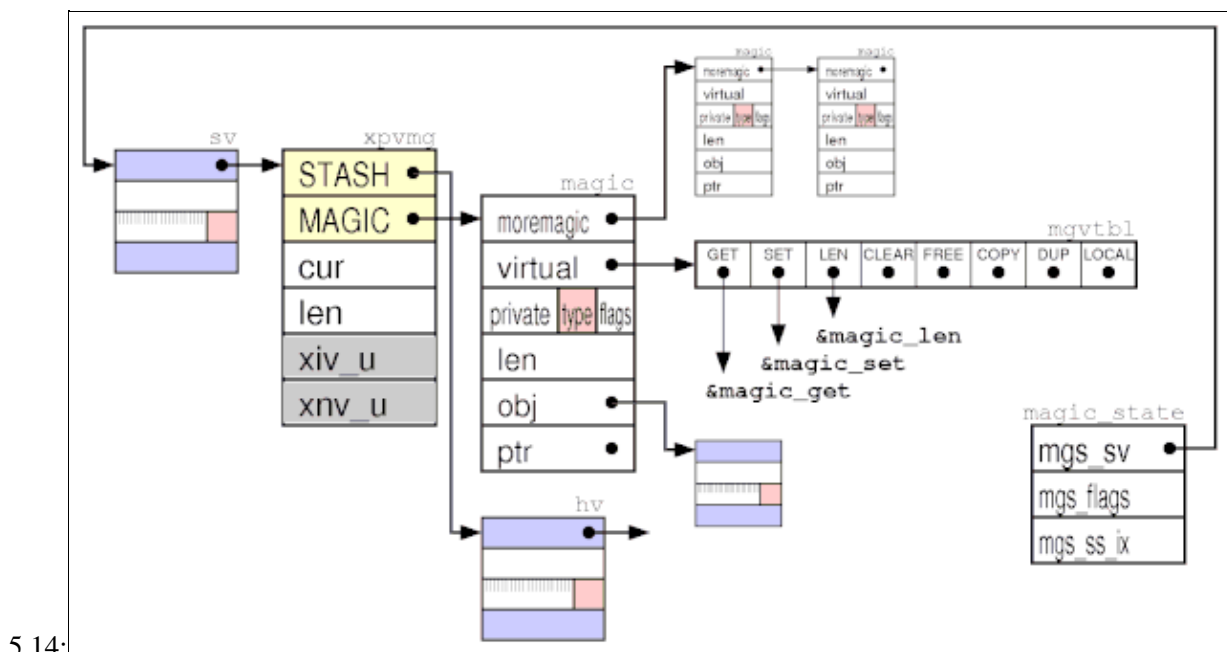 magic magic
moremagic moremagic
virtual virtual
private type flags private type flags
len len
obj obj
ptr ptr
sv
xpvmg
STASH
MAGIC
cur
len
xiv_u
xnv_u
magic
moremagic
virtual
private type flags
len
obj
ptr
mgvtbl
GET SET LEN CLEAR FREE COPY DUP LOCAL
&magic_len
&magic_set
&magic_get
magic_state
mgs_sv
mgs_flags
mgs_ss_ix
hv
5.14: